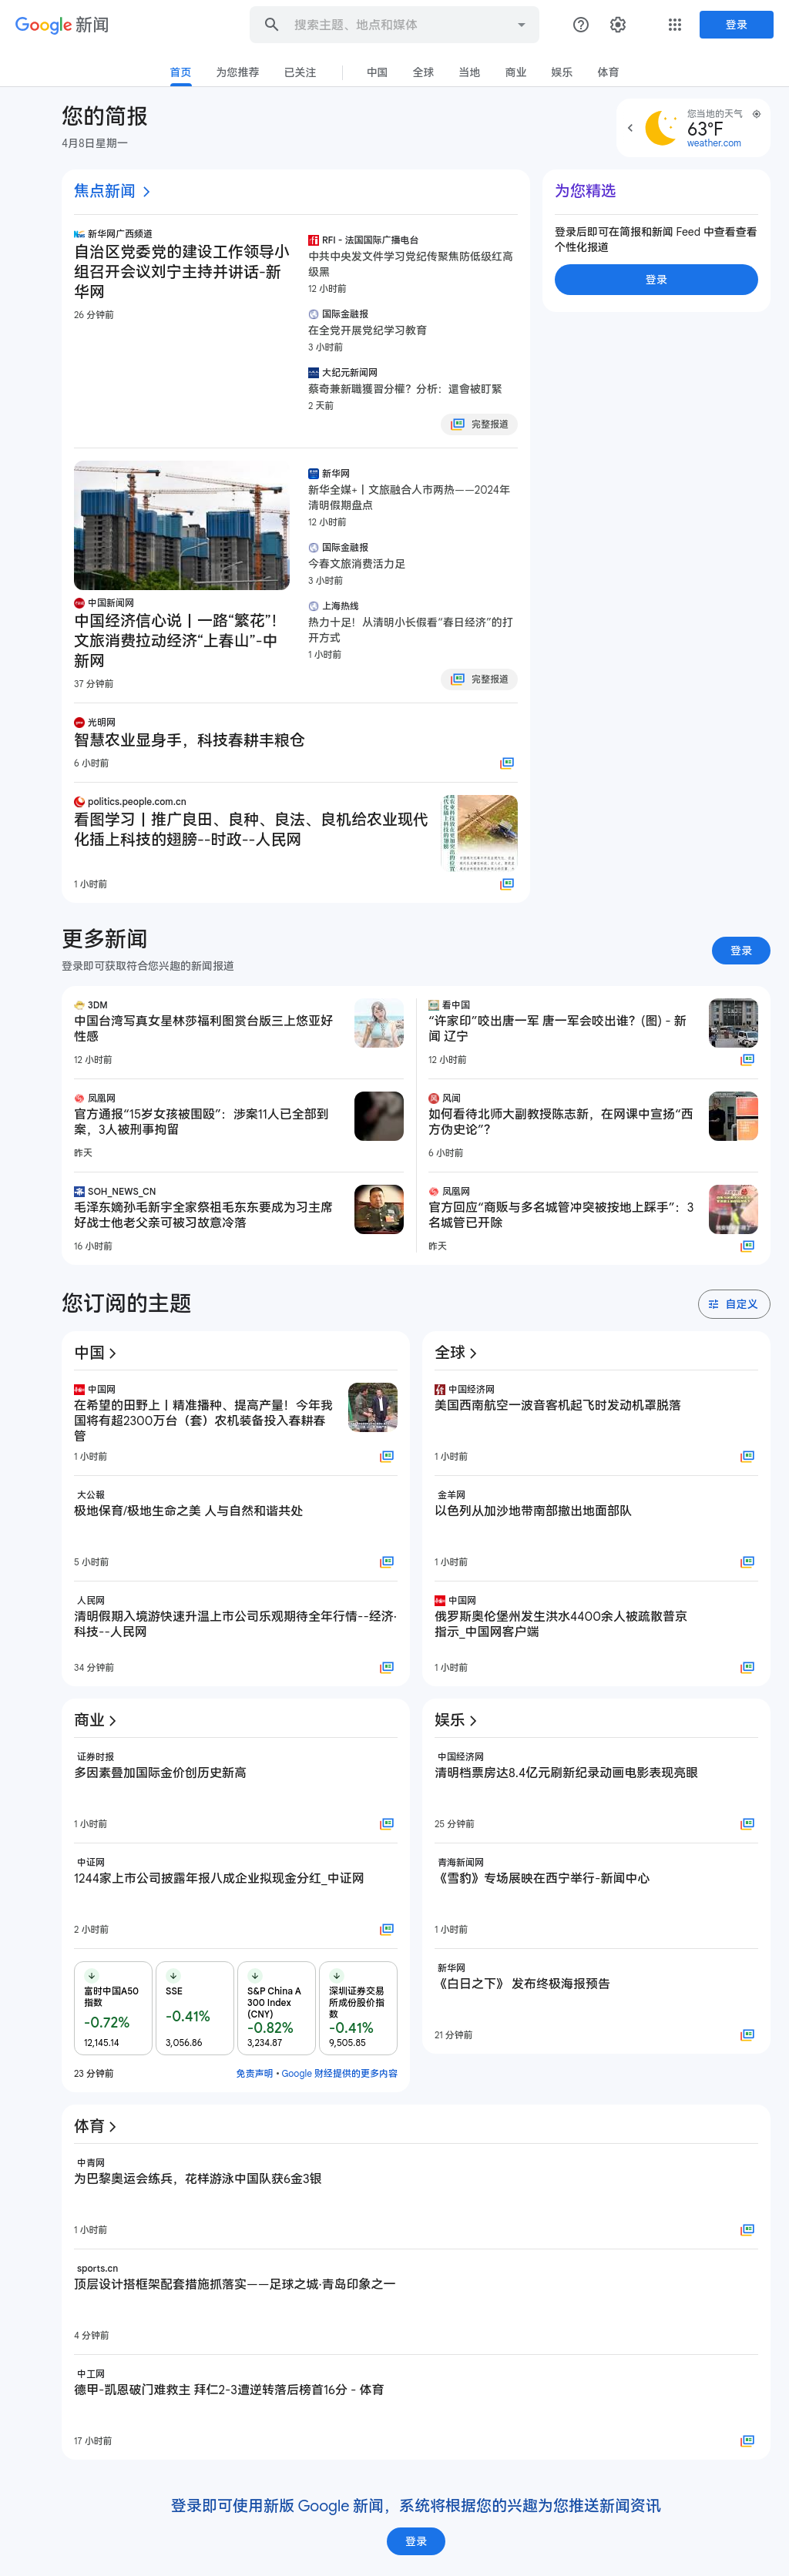 Google 新闻
搜索主题、地点和媒体
登录
首页
为您推荐
已关注
中国
全球
当地
商业
娱乐
体育
您的简报
4月8日星期一
您当地的天气
63°F
weather.com
焦点新闻
新华网广西频道
自治区党委党的建设工作领导小
组召开会议刘宁主持并讲话-新
华网
26 分钟前
RFI - 法国国际广播电台
中共中央发文件学习党纪传聚焦防低级红高
级黑
12 小时前
国际金融报
在全党开展党纪学习教育
3 小时前
大纪元新闻网
蔡奇兼新職獲習分權？分析：還會被盯緊
2 天前
完整报道
为您精选
登录后即可在简报和新闻 Feed 中查看查看
个性化报道
登录
中国新闻网
中国经济信心说丨一路“繁花”！
文旅消费拉动经济“上春山”-中
新网
37 分钟前
新华网
新华全媒+丨文旅融合人市两热——2024年
清明假期盘点
12 小时前
国际金融报
今春文旅消费活力足
3 小时前
上海热线
热力十足！从清明小长假看“春日经济”的打
开方式
1 小时前
完整报道
光明网
智慧农业显身手，科技春耕丰粮仓
6 小时前
politics.people.com.cn
看图学习丨推广良田、良种、良法、良机给农业现代
化插上科技的翅膀--时政--人民网
1 小时前
更多新闻
登录即可获取符合您兴趣的新闻报道
登录
3DM
中国台湾写真女星林莎福利图赏台版三上悠亚好
性感
12 小时前
看中国
“许家印”咬出唐一军 唐一军会咬出谁？(图) - 新
闻 辽宁
12 小时前
凤凰网
官方通报“15岁女孩被围殴”：涉案11人已全部到
案，3人被刑事拘留
昨天
风闻
如何看待北师大副教授陈志新，在网课中宣扬“西
方伪史论”？
6 小时前
SOH_NEWS_CN
毛泽东嫡孙毛新宇全家祭祖毛东东要成为习主席
好战士他老父亲可被习故意冷落
16 小时前
凤凰网
官方回应“商贩与多名城管冲突被按地上踩手”：3
名城管已开除
昨天
您订阅的主题
自定义
中国
中国网
在希望的田野上丨精准播种、提高产量！今年我
国将有超2300万台（套）农机装备投入春耕春
管
1 小时前
大公報
极地保育/极地生命之美 人与自然和谐共处
5 小时前
人民网
清明假期入境游快速升温上市公司乐观期待全年行情--经济·
科技--人民网
34 分钟前
全球
中国经济网
美国西南航空一波音客机起飞时发动机罩脱落
1 小时前
金羊网
以色列从加沙地带南部撤出地面部队
1 小时前
中国网
俄罗斯奥伦堡州发生洪水4400余人被疏散普京
指示_中国网客户端
1 小时前
商业
证券时报
多因素叠加国际金价创历史新高
1 小时前
中证网
1244家上市公司披露年报八成企业拟现金分红_中证网
2 小时前
富时中国A50
指数
-0.72%
12,145.14
SSE
-0.41%
3,056.86
S&P China A
300 Index
(CNY)
-0.82%
3,234.87
深圳证券交易
所成份股价指
数
-0.41%
9,505.85
23 分钟前
免责声明 • Google 财经提供的更多内容
娱乐
中国经济网
清明档票房达8.4亿元刷新纪录动画电影表现亮眼
25 分钟前
青海新闻网
《雪豹》专场展映在西宁举行-新闻中心
1 小时前
新华网
《白日之下》 发布终极海报预告
21 分钟前
体育
中青网
为巴黎奥运会练兵，花样游泳中国队获6金3银
1 小时前
sports.cn
顶层设计搭框架配套措施抓落实——足球之城·青岛印象之一
4 分钟前
中工网
德甲-凯恩破门难救主 拜仁2-3遭逆转落后榜首16分 - 体育
17 小时前
登录即可使用新版 Google 新闻，系统将根据您的兴趣为您推送新闻资讯
登录